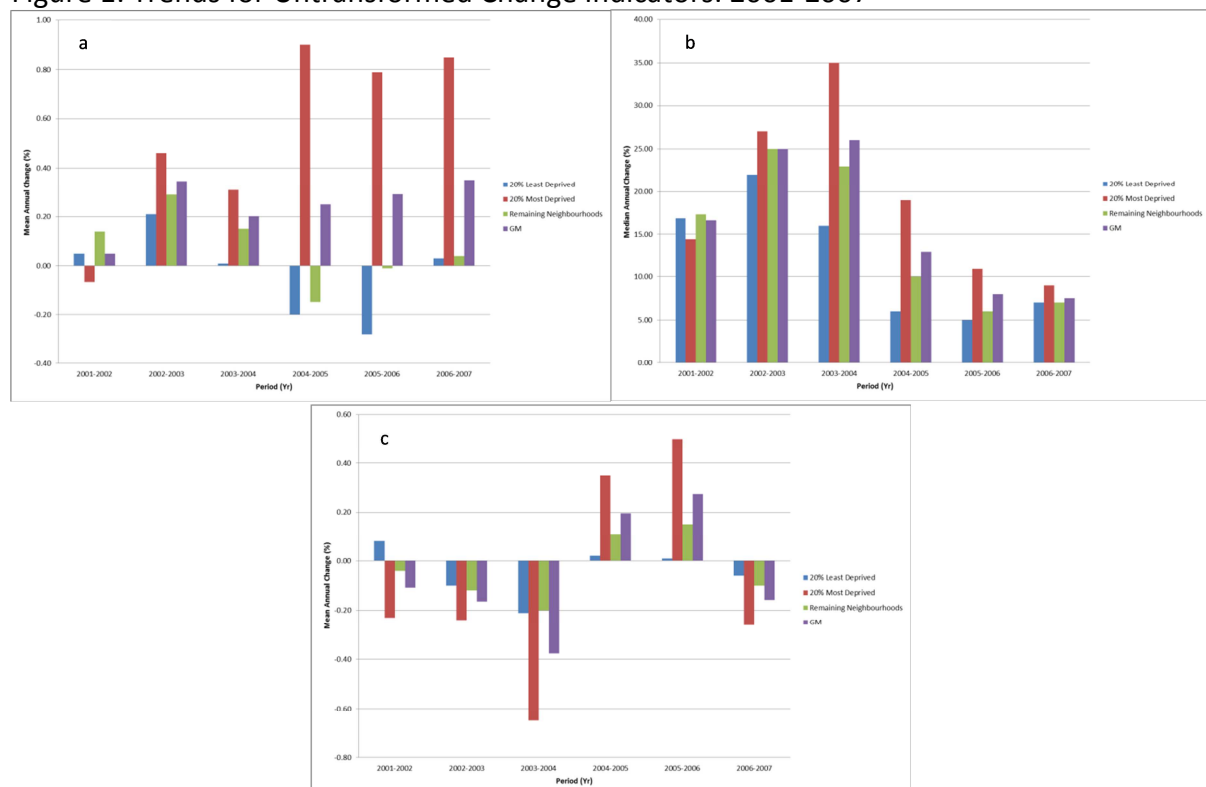 a
1.00
0.80
0.60
0.40
0.20
0.00
-0.20
-0.40
Mean Annual Change (%)
2001-2002 2002-2003 2003-2004 2004-2005 2005-2006 2006-2007
Period (Yr)
20% Least Deprived
20% Most Deprived
Remaining Neighbourhoods
GM
b
40.00
35.00
30.00
25.00
20.00
15.00
10.00
5.00
0.00
Median Annual Change (%)
2001-2002 2002-2003 2003-2004 2004-2005 2005-2006 2006-2007
Period (Yr)
20% Least Deprived
20% Most Deprived
Remaining Neighbourhoods
GM
c
0.60
0.40
0.20
0.00
-0.20
-0.40
-0.60
-0.80
Mean Annual Change (%)
2001-2002 2002-2003 2003-2004 2004-2005 2005-2006 2006-2007
Period (Yr)
20% Least Deprived
20% Most Deprived
Remaining Neighbourhoods
GM